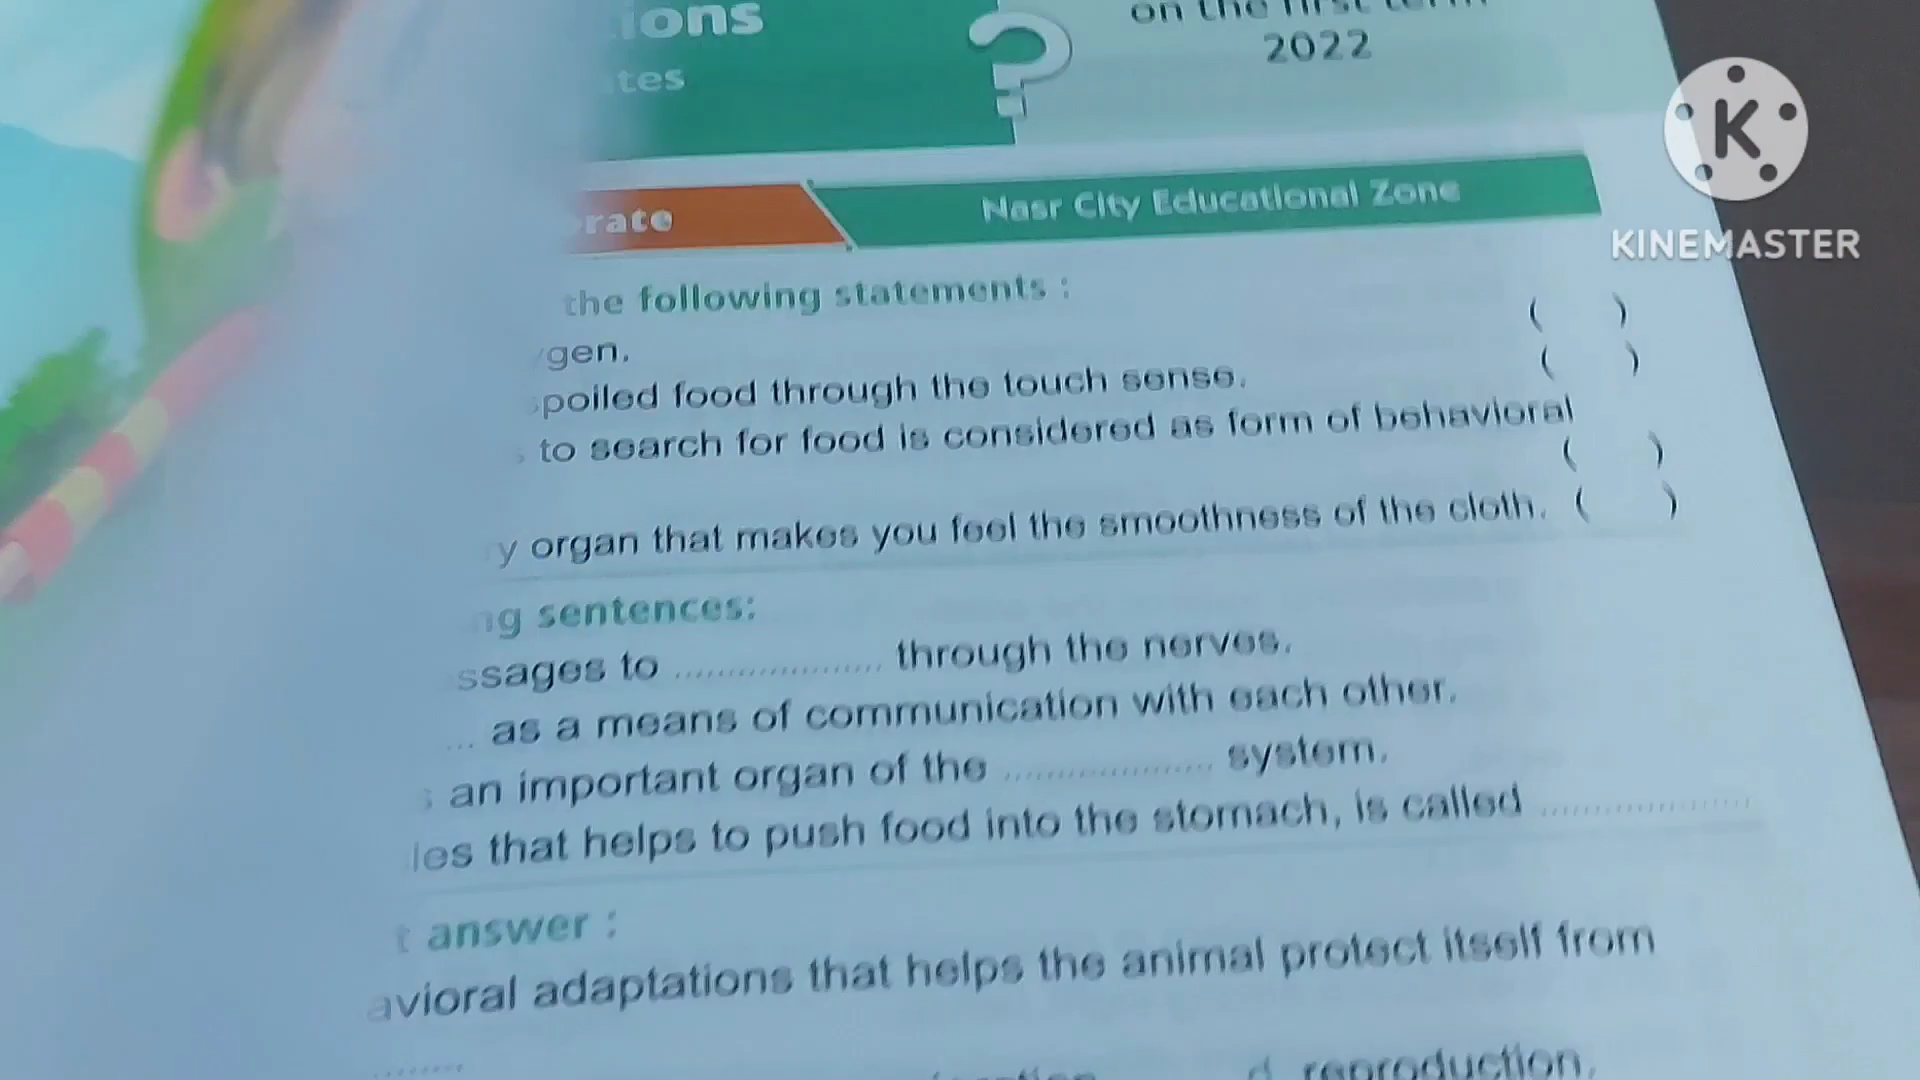 ions
on the first term
tes
2022
?
rate
Nasr City Educational Zone
K
KINEMASTER
the following statements :
gen. ( )
poiled food through the touch sense. ( )
to search for food is considered as form of behavioral
( )
y organ that makes you feel the smoothness of the cloth. ( )
ng sentences:
ssages to .................... through the nerves.
... as a means of communication with each other.
s an important organ of the .................... system.
les that helps to push food into the stomach, is called ....................
t answer :
avioral adaptations that helps the animal protect itself from
.........
d. reproduction.